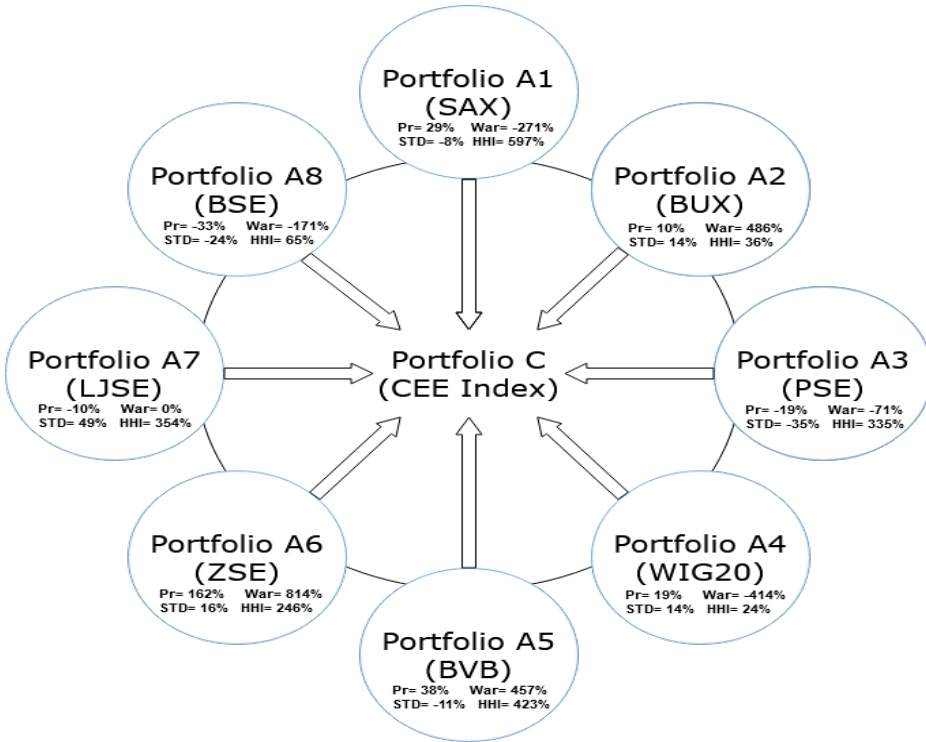 Portfolio A1
(SAX)
Pr= 29% War= -271%
STD= -8% HHI= 597%
Portfolio A8
(BSE)
Pr= -33% War= -171%
STD= -24% HHI= 65%
Portfolio A2
(BUX)
Pr= 10% War= 486%
STD= 14% HHI= 36%
Portfolio A7
(LJSE)
Pr= -10% War= 0%
STD= 49% HHI= 354%
Portfolio C
(CEE Index)
Portfolio A3
(PSE)
Pr= -19% War= -71%
STD= -35% HHI= 335%
Portfolio A6
(ZSE)
Pr= 162% War= 814%
STD= 16% HHI= 246%
Portfolio A4
(WIG20)
Pr= 19% War= -414%
STD= 14% HHI= 24%
Portfolio A5
(BVB)
Pr= 38% War= 457%
STD= -11% HHI= 423%